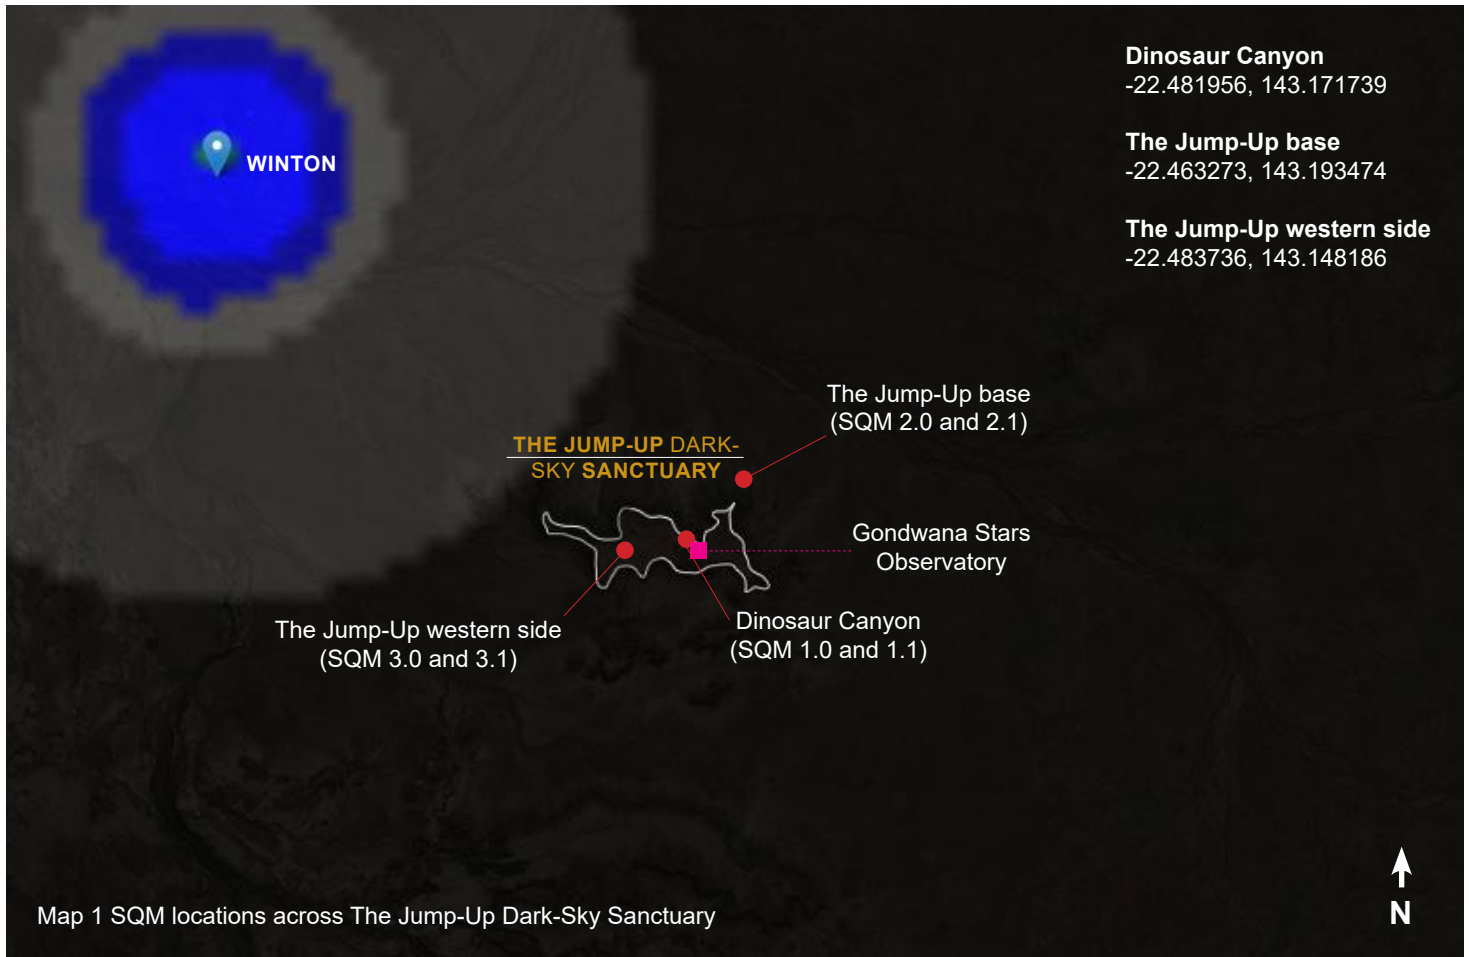 Dinosaur Canyon
-22.481956, 143.171739
The Jump-Up base
-22.463273, 143.193474
The Jump-Up western side
-22.483736, 143.148186
WINTON
The Jump-Up base
(SQM 2.0 and 2.1)
THE JUMP-UP DARK-
SKY SANCTUARY
Gondwana Stars
Observatory
The Jump-Up western side
(SQM 3.0 and 3.1)
Dinosaur Canyon
(SQM 1.0 and 1.1)
N
Map 1 SQM locations across The Jump-Up Dark-Sky Sanctuary